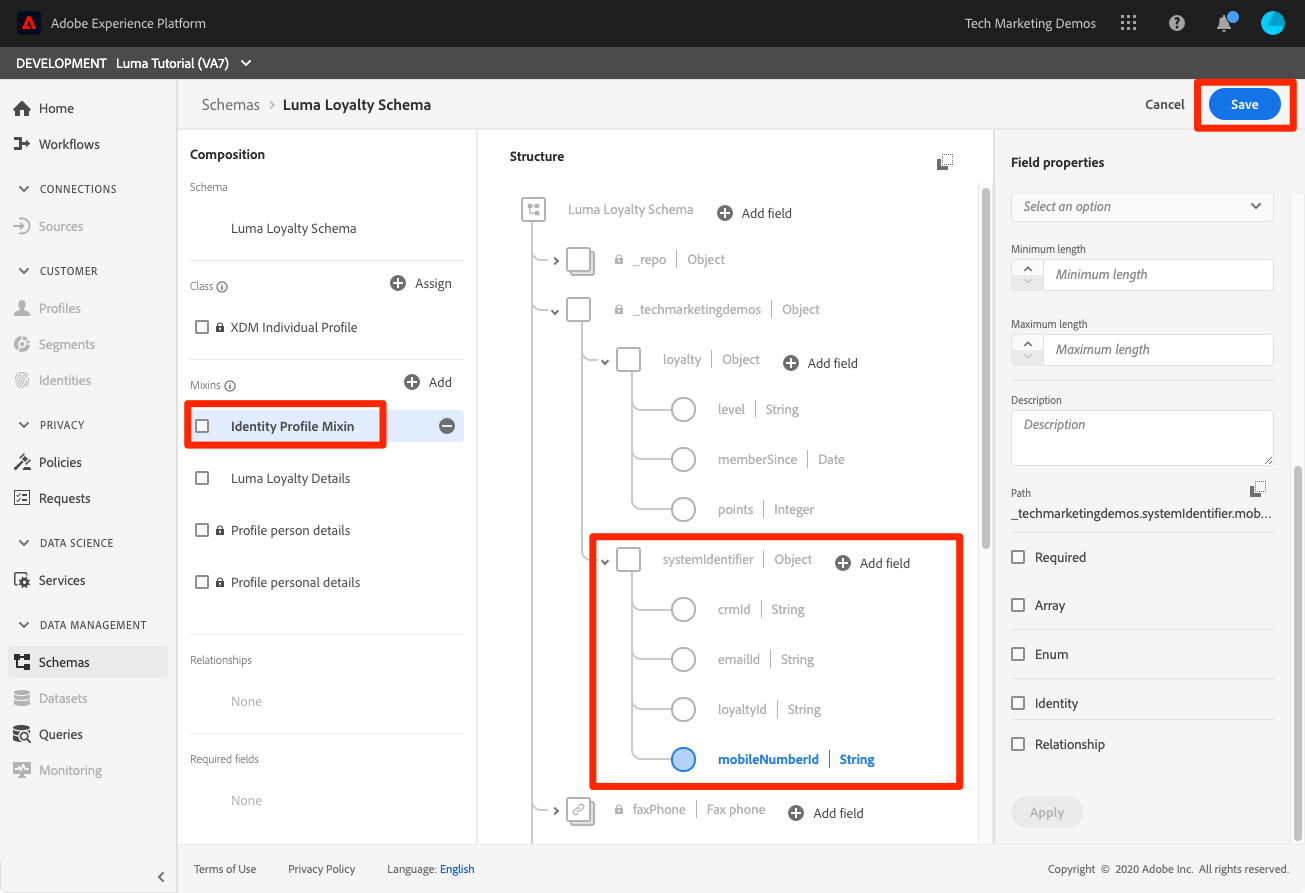 Adobe Experience Platform
Tech Marketing Demos
DEVELOPMENT Luma Tutorial (VA7)
Home
Workflows
CONNECTIONS
Sources
CUSTOMER
Profiles
Segments
Identities
PRIVACY
Policies
Requests
DATA SCIENCE
Services
DATA MANAGEMENT
Schemas
Datasets
Queries
Monitoring
Schemas > Luma Loyalty Schema
Cancel
Save
Composition
Schema
Luma Loyalty Schema
Class
Assign
XDM Individual Profile
Mixins
Add
Identity Profile Mixin
Luma Loyalty Details
Profile person details
Profile personal details
Relationships
None
Required fields
None
Structure
Luma Loyalty Schema Add field
_repo | Object
_techmarketingdemos | Object
loyalty | Object Add field
level | String
memberSince | Date
points | Integer
systemIdentifier | Object Add field
crmId | String
emailId | String
loyaltyId | String
mobileNumberId | String
faxPhone | Fax phone Add field
Field properties
Select an option
Minimum length
Minimum length
Maximum length
Maximum length
Description
Description
Path
_techmarketingdemos.systemIdentifier.mob...
Required
Array
Enum
Identity
Relationship
Apply
Terms of Use Privacy Policy Language: English
Copyright © 2020 Adobe Inc. All rights reserved.